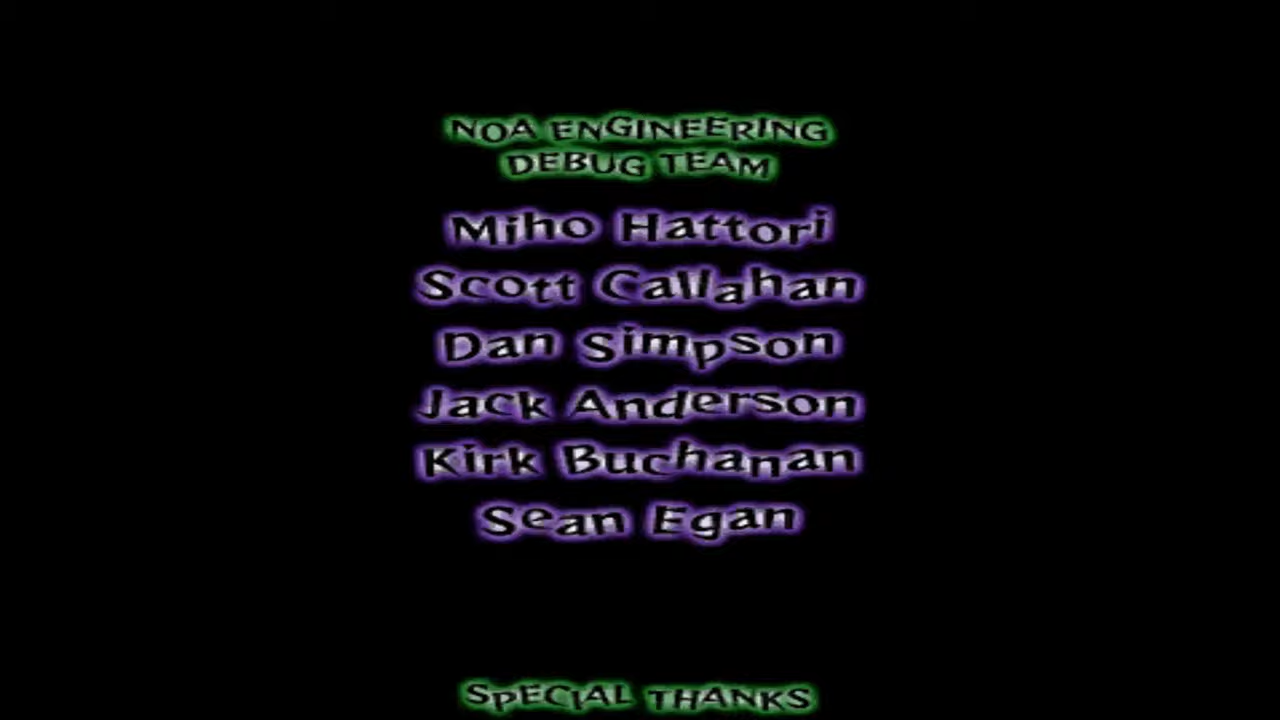 NOA ENGINEERING
DEBUG TEAM
Miho Hattori
Scott Callahan
Dan Simpson
Jack Anderson
Kirk Buchanan
Sean Egan
SPECIAL THANKS